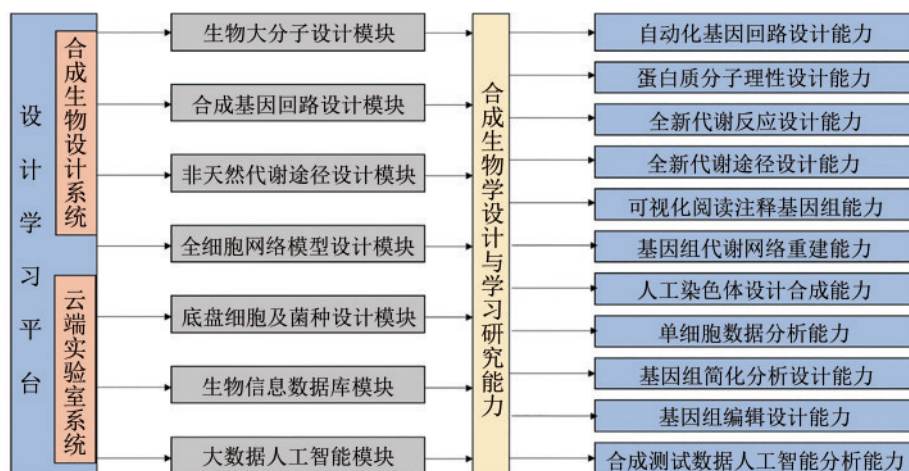 设计学习平台
合成生物设计系统
云端实验室系统
生物大分子设计模块
合成基因回路设计模块
非天然代谢途径设计模块
全细胞网络模型设计模块
底盘细胞及菌种设计模块
生物信息数据库模块
大数据人工智能模块
合成生物学设计与学习研究能力
自动化基因回路设计能力
蛋白质分子理性设计能力
全新代谢反应设计能力
全新代谢途径设计能力
可视化阅读注释基因组能力
基因组代谢网络重建能力
人工染色体设计合成能力
单细胞数据分析能力
基因组简化分析设计能力
基因组编辑设计能力
合成测试数据人工智能分析能力